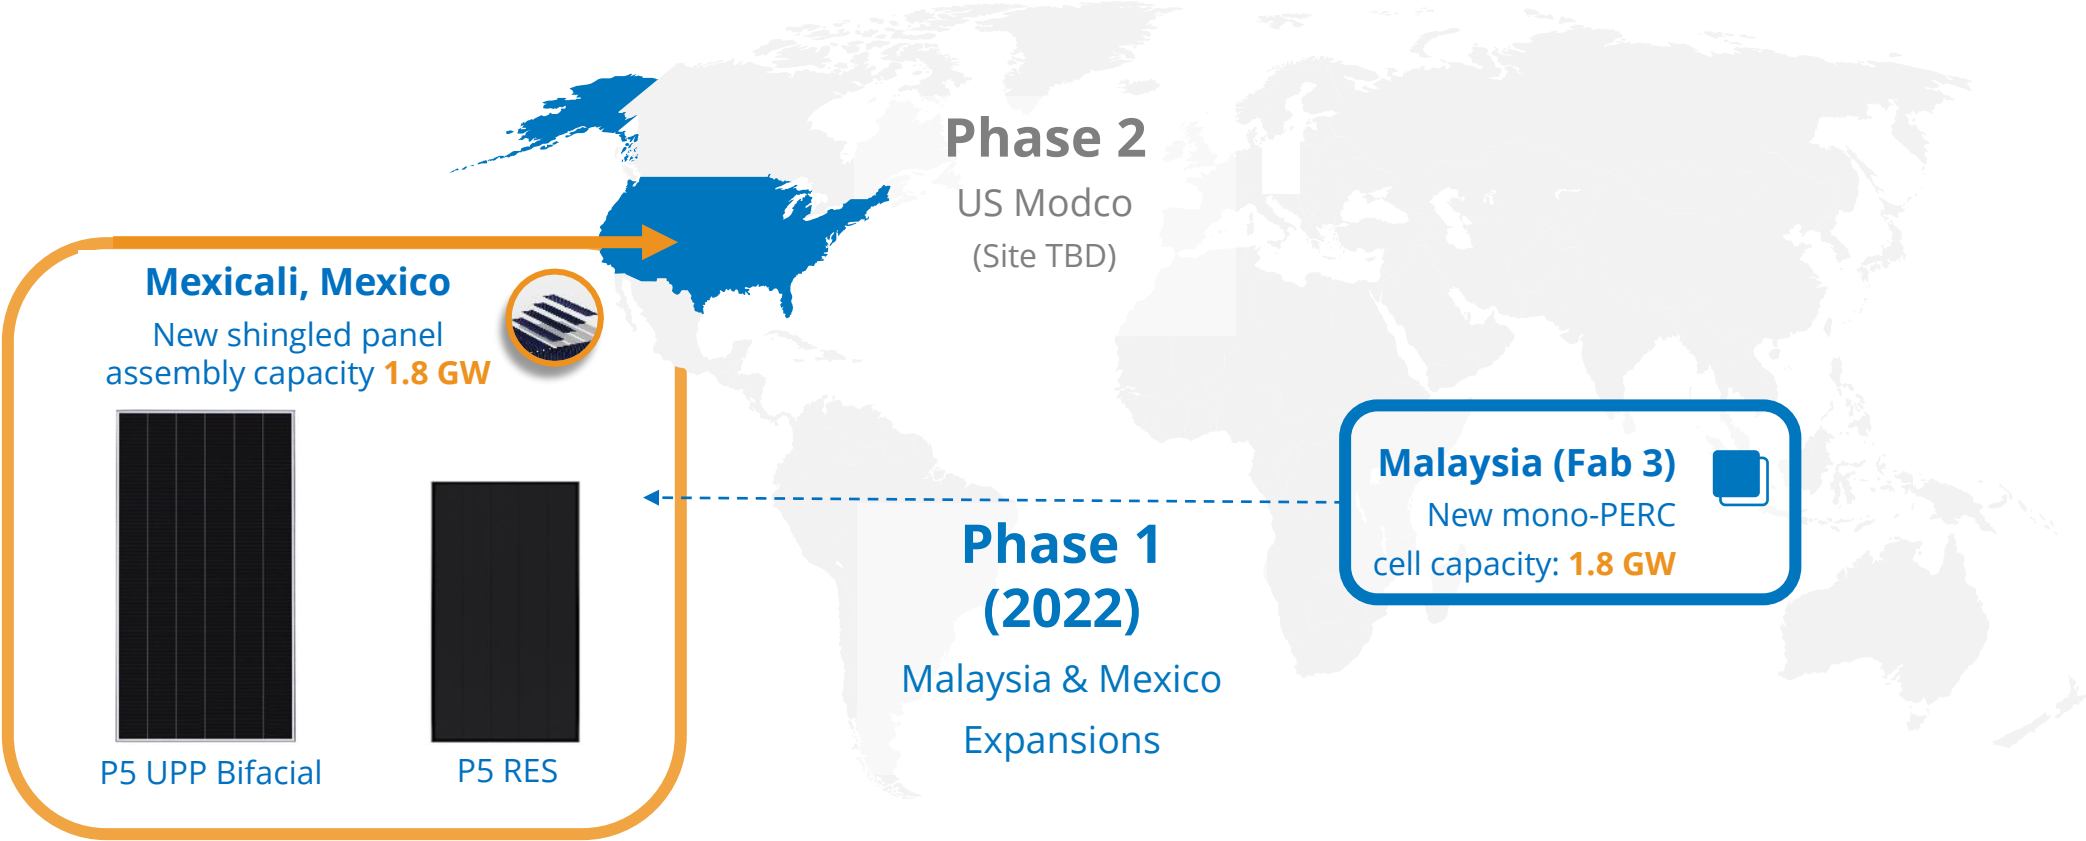 Phase 2
US Modco
(Site TBD)
Mexicali, Mexico
New shingled panel
assembly capacity 1.8 GW
P5 UPP Bifacial
P5 RES
Malaysia (Fab 3)
New mono-PERC
cell capacity: 1.8 GW
Phase 1
(2022)
Malaysia & Mexico
Expansions